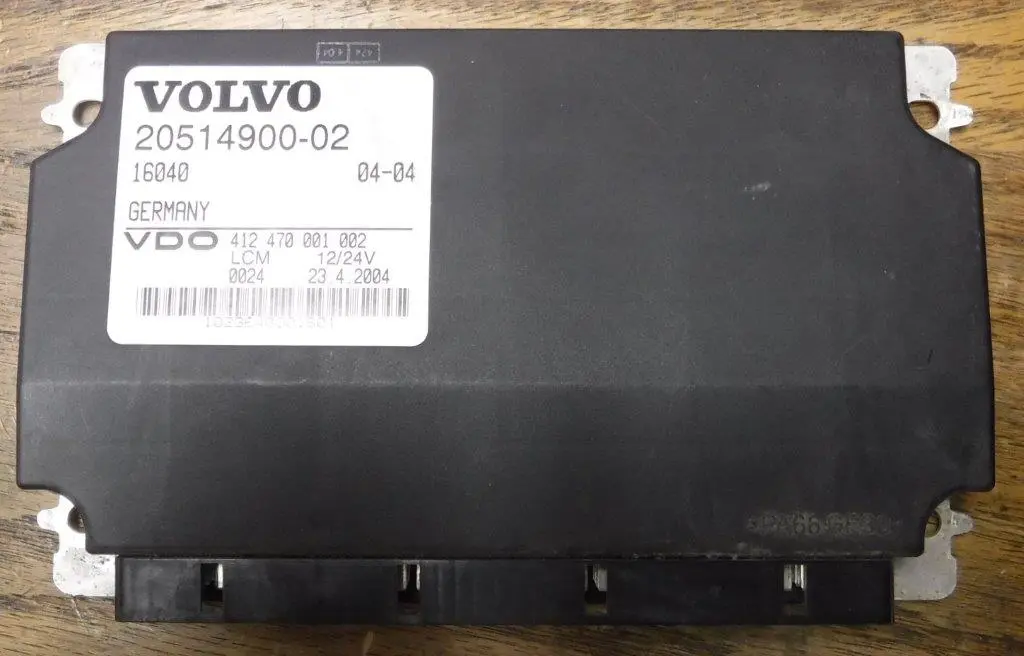 VOLVO
20514900-02
16040 04-04
GERMANY
VDO 412 470 001 002
LCM 12/24V
0024 23.4.2004
PA66